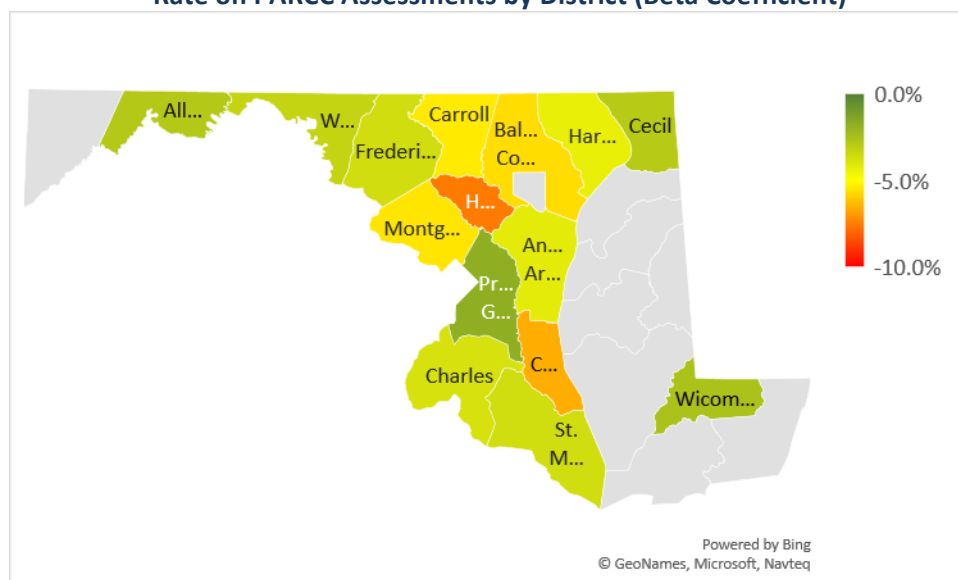 Rate on PARCC Assessments by District (Beta Coefficient)
All...
W...
Frederi...
Carroll
Bal...
Co...
Har...
Cecil
H...
Montg...
An...
Ar...
Pr...
G...
C...
Charles
St.
M...
Wicom...
0.0%
-5.0%
-10.0%
Powered by Bing
© GeoNames, Microsoft, Navteq